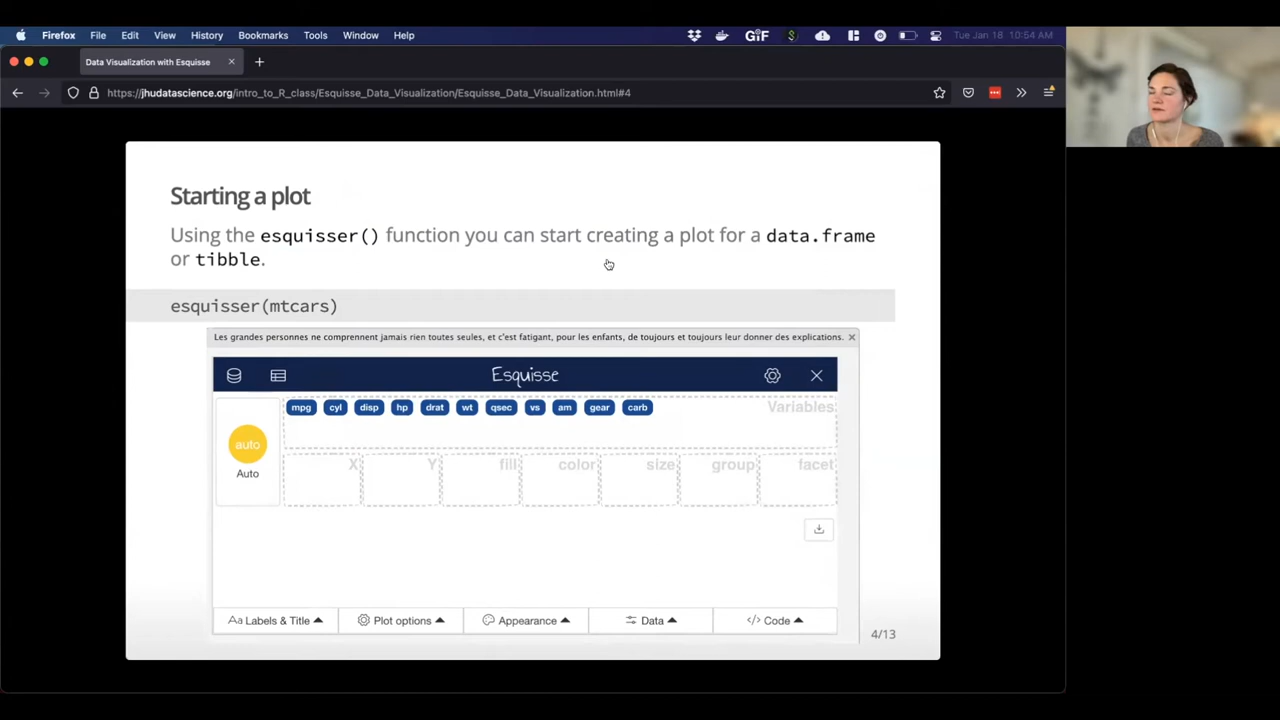 Firefox File Edit View History Bookmarks Tools Window Help GIF Tue Jan 18 10:54 AM
Data Visualization with Esquisse
https://jhudatascience.org/intro_to_R_class/Esquisse_Data_Visualization/Esquisse_Data_Visualization.html#4
Starting a plot
Using the esquisser() function you can start creating a plot for a data.frame
or tibble.
esquisser(mtcars)
Les grandes personnes ne comprennent jamais rien toutes seules, et c'est fatigant, pour les enfants, de toujours et toujours leur donner des explications.
Esquisse
mpg cyl disp hp drat wt qsec vs am gear carb Variables
auto
Auto
X Y fill color size group facet
Aa Labels & Title Plot options Appearance Data </> Code
4/13